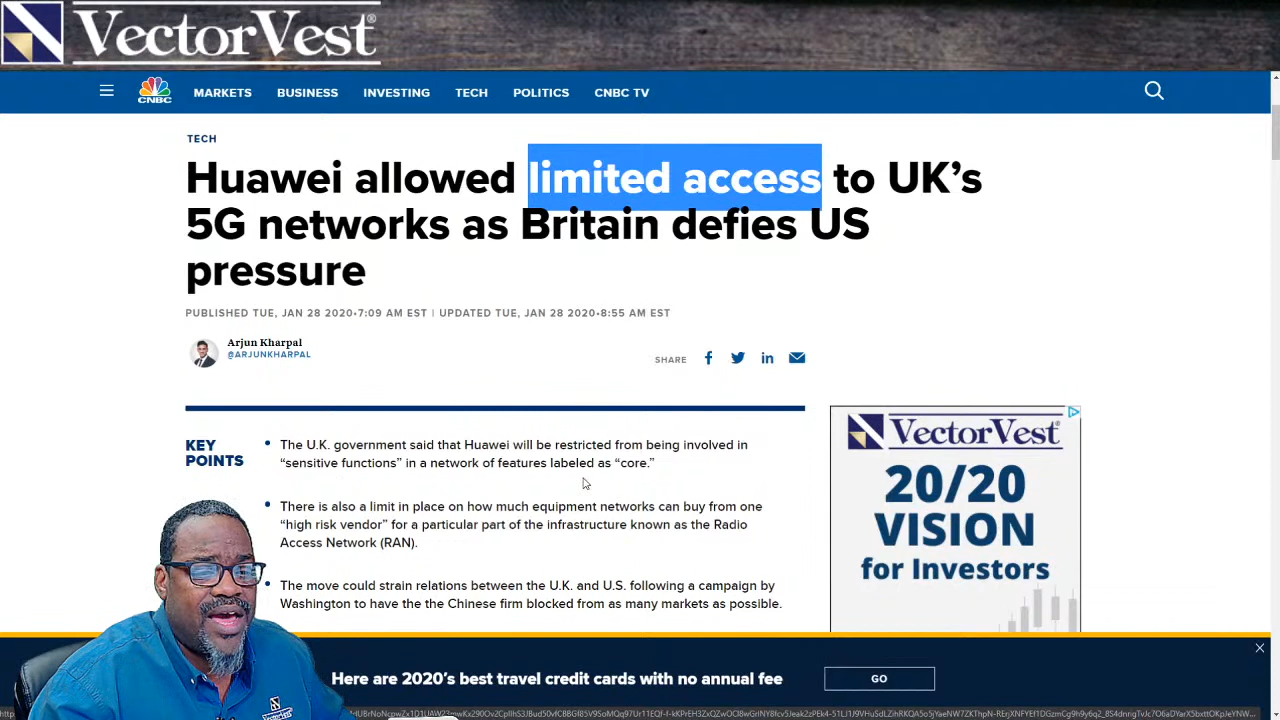 VectorVest®
CNBC
MARKETS BUSINESS INVESTING TECH POLITICS CNBC TV
TECH
Huawei allowed limited access to UK’s
5G networks as Britain defies US
pressure
PUBLISHED TUE, JAN 28 2020•7:09 AM EST | UPDATED TUE, JAN 28 2020•8:55 AM EST
Arjun Kharpal
@ARJUNKHARPAL
SHARE
KEY
POINTS
The U.K. government said that Huawei will be restricted from being involved in
“sensitive functions” in a network of features labeled as “core.”
There is also a limit in place on how much equipment networks can buy from one
“high risk vendor” for a particular part of the infrastructure known as the Radio
Access Network (RAN).
The move could strain relations between the U.K. and U.S. following a campaign by
Washington to have the the Chinese firm blocked from as many markets as possible.
VectorVest®
20/20
VISION
for Investors
Here are 2020’s best travel credit cards with no annual fee
GO
VectorVest